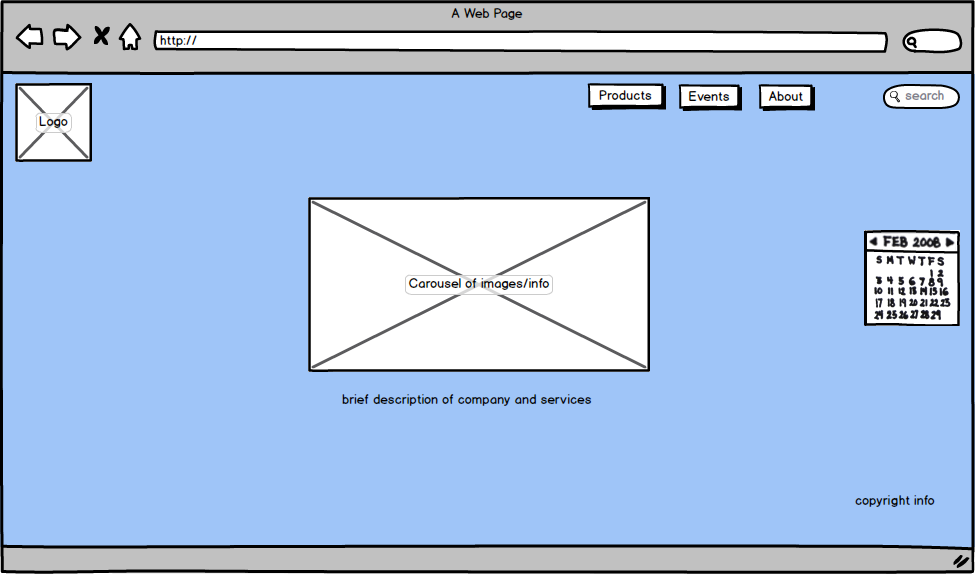 A Web Page
http://
Logo
Products
Events
About
search
Carousel of images/info
FEB 2008
S M T W T F S
1 2
3 4 5 6 7 8 9
10 11 12 13 14 15 16
17 18 19 20 21 22 23
24 25 26 27 28 29
brief description of company and services
copyright info